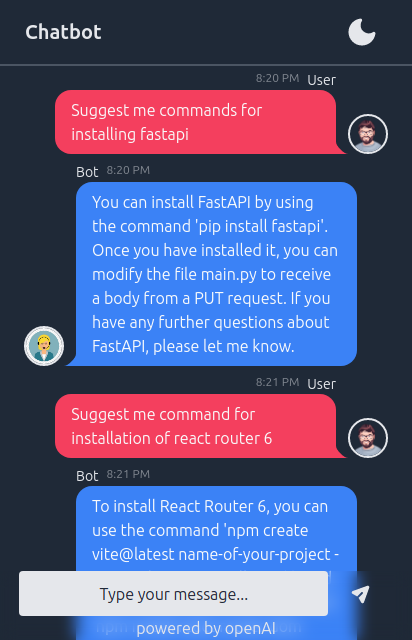 Chatbot
8:20 PM User
Suggest me commands for
installing fastapi
Bot 8:20 PM
You can install FastAPI by using
the command 'pip install fastapi'.
Once you have installed it, you can
modify the file main.py to receive
a body from a PUT request. If you
have any further questions about
FastAPI, please let me know.
8:21 PM User
Suggest me command for
installation of react router 6
Bot 8:21 PM
To install React Router 6, you can
use the command 'npm create
vite@latest name-of-your-project -
Type your message...
powered by openAI